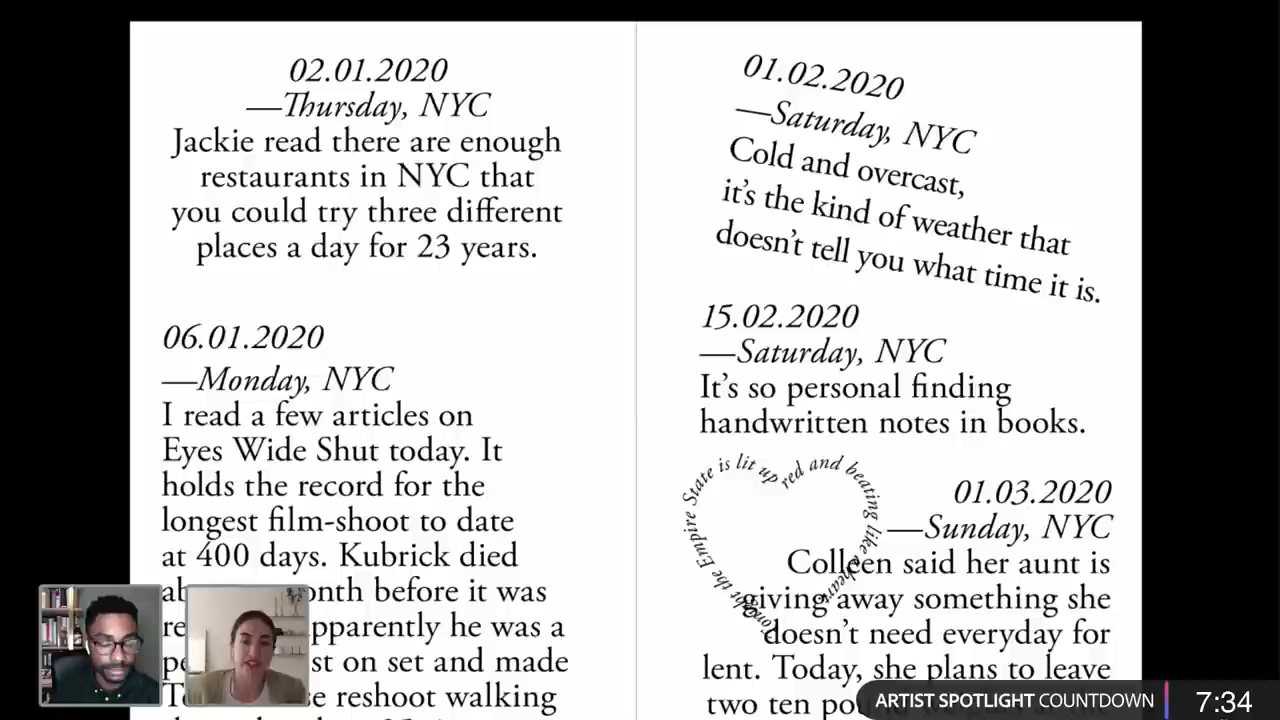 02.01.2020
—Thursday, NYC
Jackie read there are enough
restaurants in NYC that
you could try three different
places a day for 23 years.
06.01.2020
—Monday, NYC
I read a few articles on
Eyes Wide Shut today. It
holds the record for the
longest film-shoot to date
at 400 days. Kubrick died
before it was
apparently he was a
on set and made
reshoot walking
01.02.2020
—Saturday, NYC
Cold and overcast,
it's the kind of weather that
doesn't tell you what time it is.
15.02.2020
—Saturday, NYC
It's so personal finding
handwritten notes in books.
Tonight the Empire State is lit up red and beating like a heart
01.03.2020
—Sunday, NYC
Colleen said her aunt is
giving away something she
doesn't need everyday for
lent. Today, she plans to leave
two ten
ARTIST SPOTLIGHT COUNTDOWN 7:34